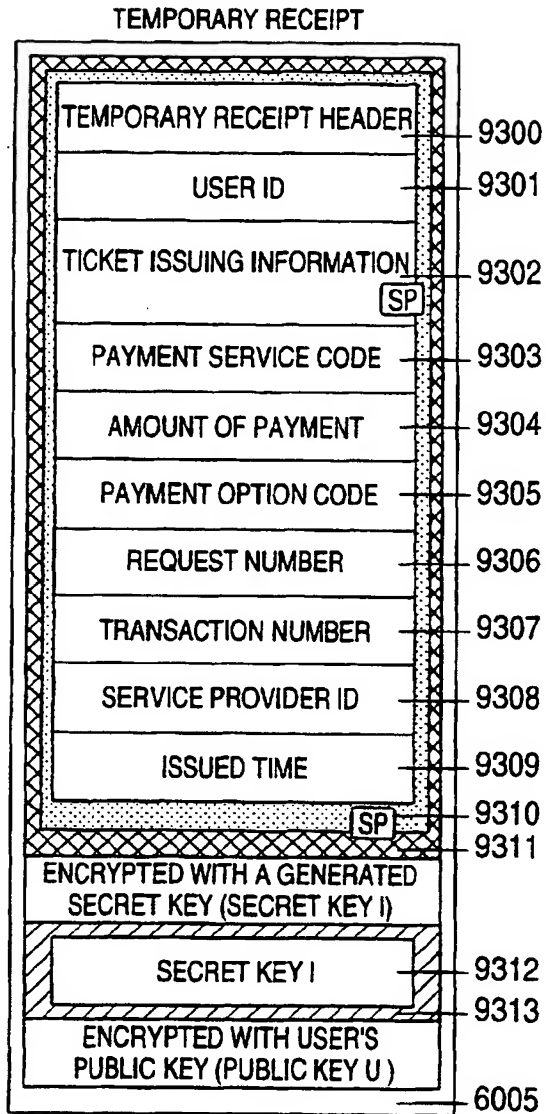 TEMPORARY RECEIPT
TEMPORARY RECEIPT HEADER 9300
USER ID 9301
TICKET ISSUING INFORMATION 9302
SP
PAYMENT SERVICE CODE 9303
AMOUNT OF PAYMENT 9304
PAYMENT OPTION CODE 9305
REQUEST NUMBER 9306
TRANSACTION NUMBER 9307
SERVICE PROVIDER ID 9308
ISSUED TIME 9309
SP 9310
9311
ENCRYPTED WITH A GENERATED
SECRET KEY (SECRET KEY I)
SECRET KEY I 9312
9313
ENCRYPTED WITH USER'S
PUBLIC KEY (PUBLIC KEY U )
6005